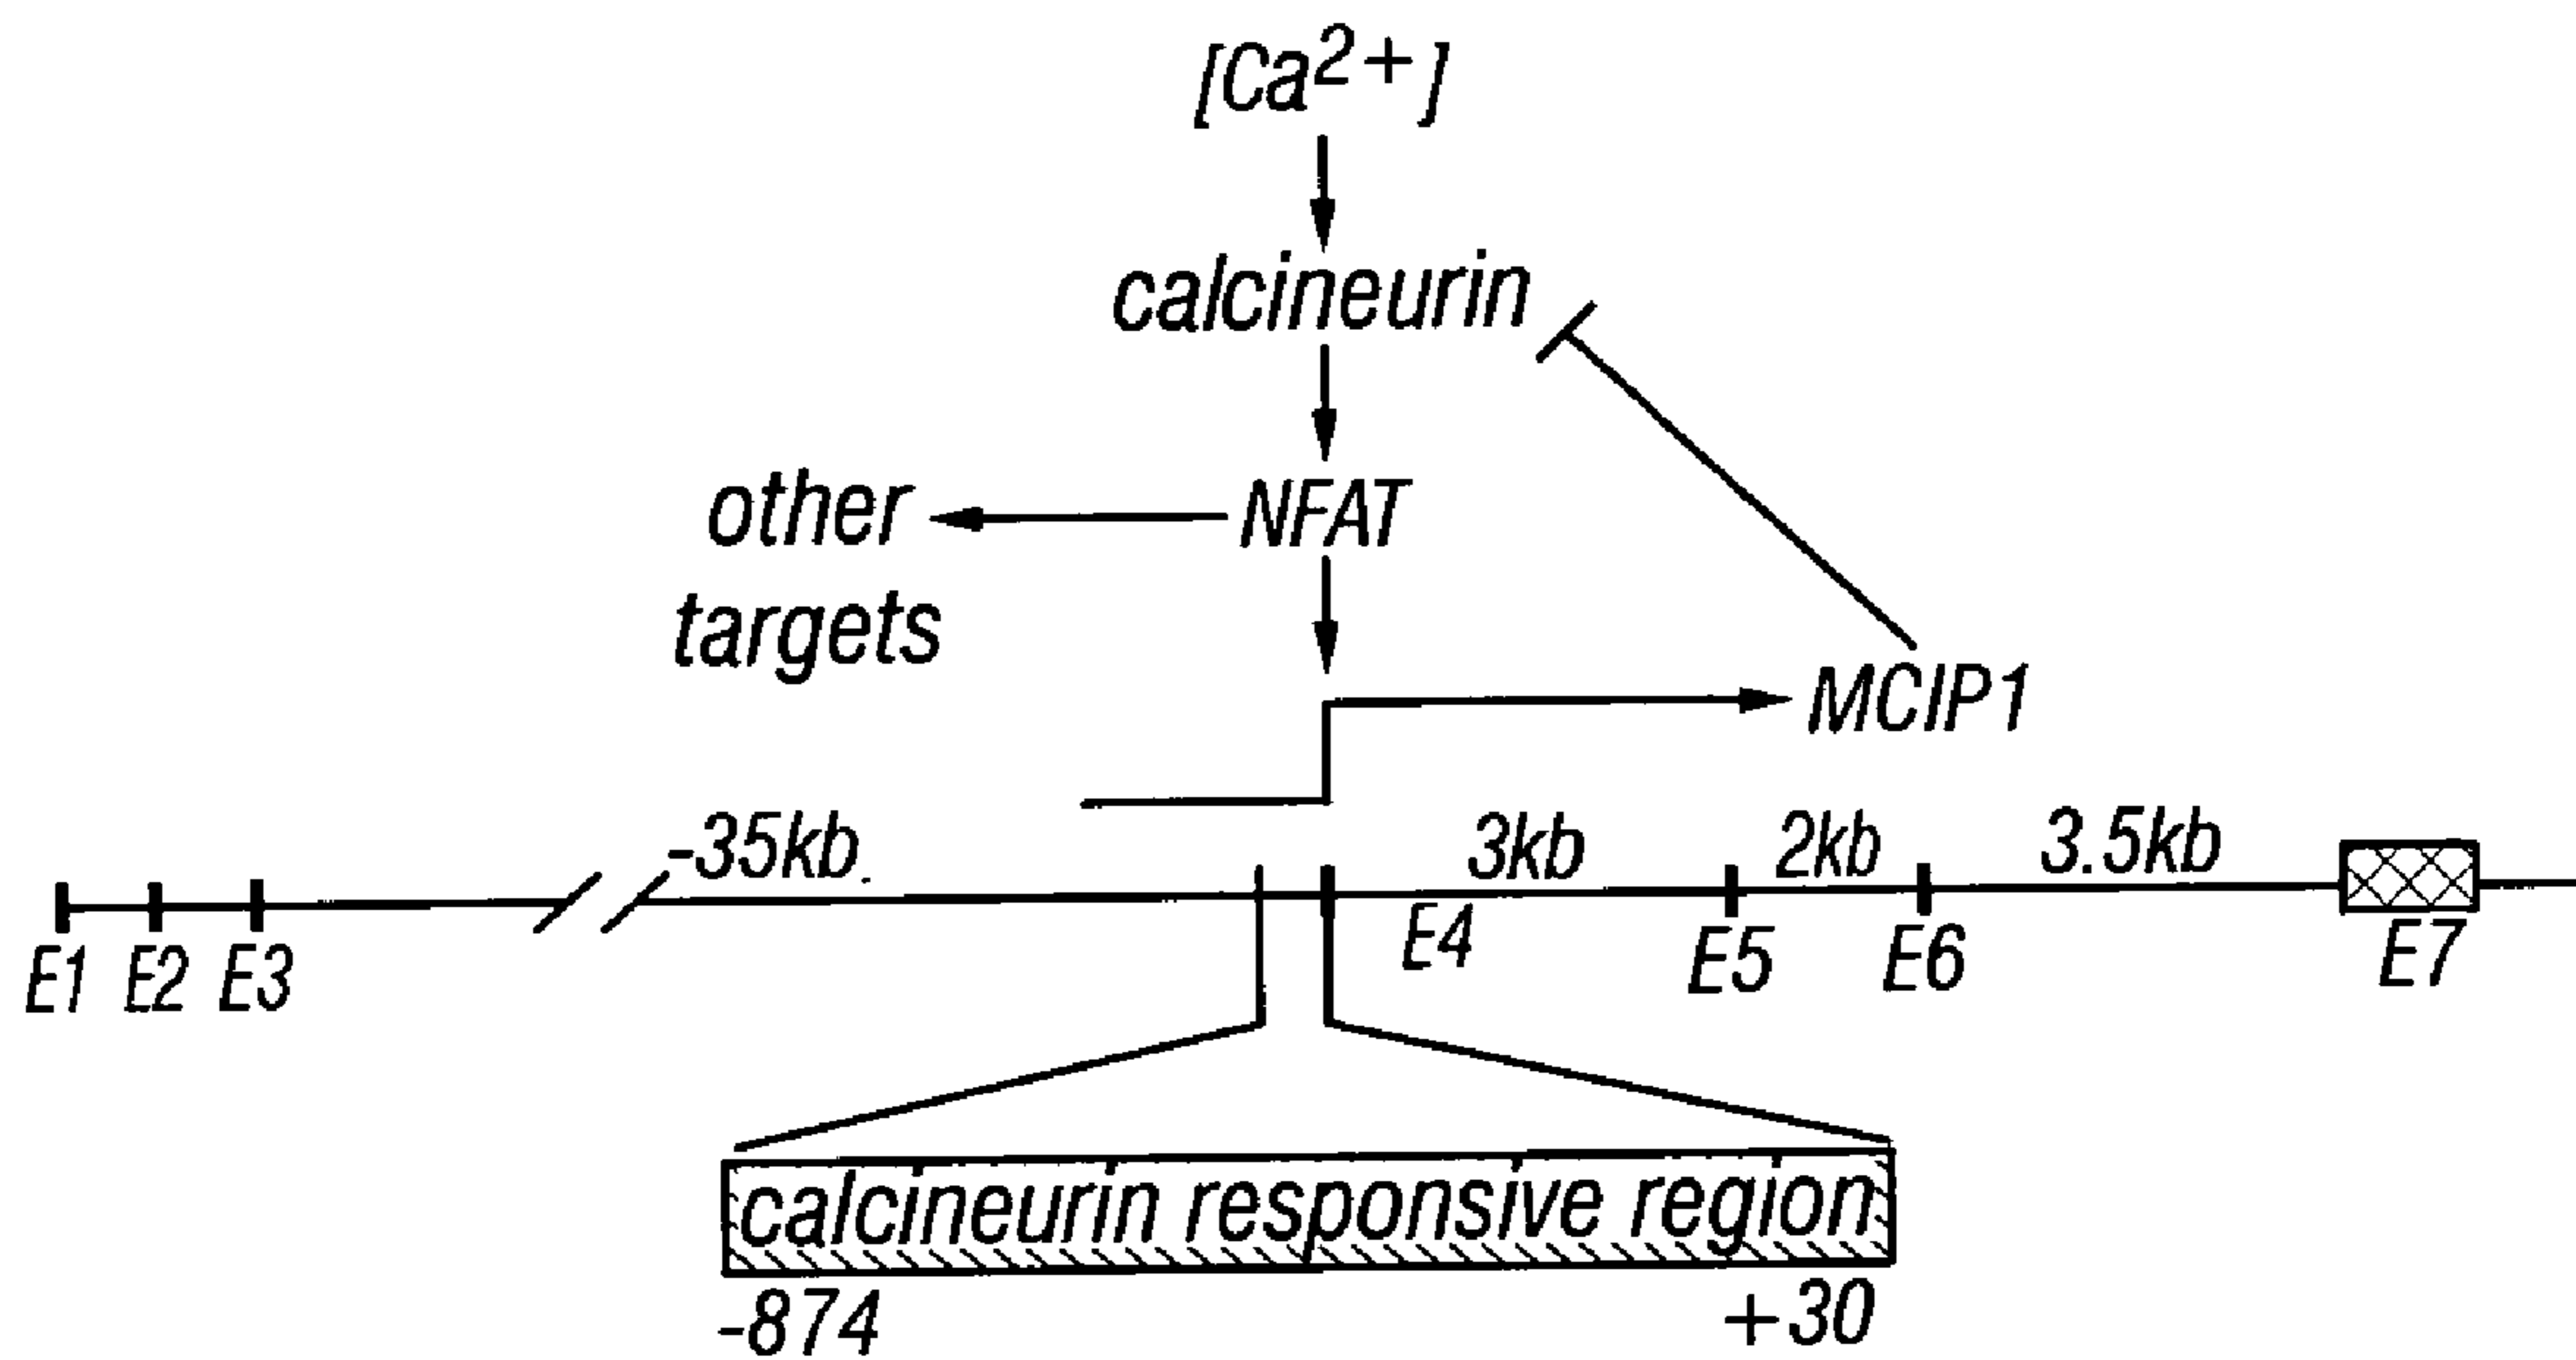 [Ca2+]
calcineurin
other
targets
NFAT
MCIP1
-35kb
3kb
2kb
3.5kb
E1 E2 E3 E4 E5 E6 E7
calcineurin responsive region
-874 +30